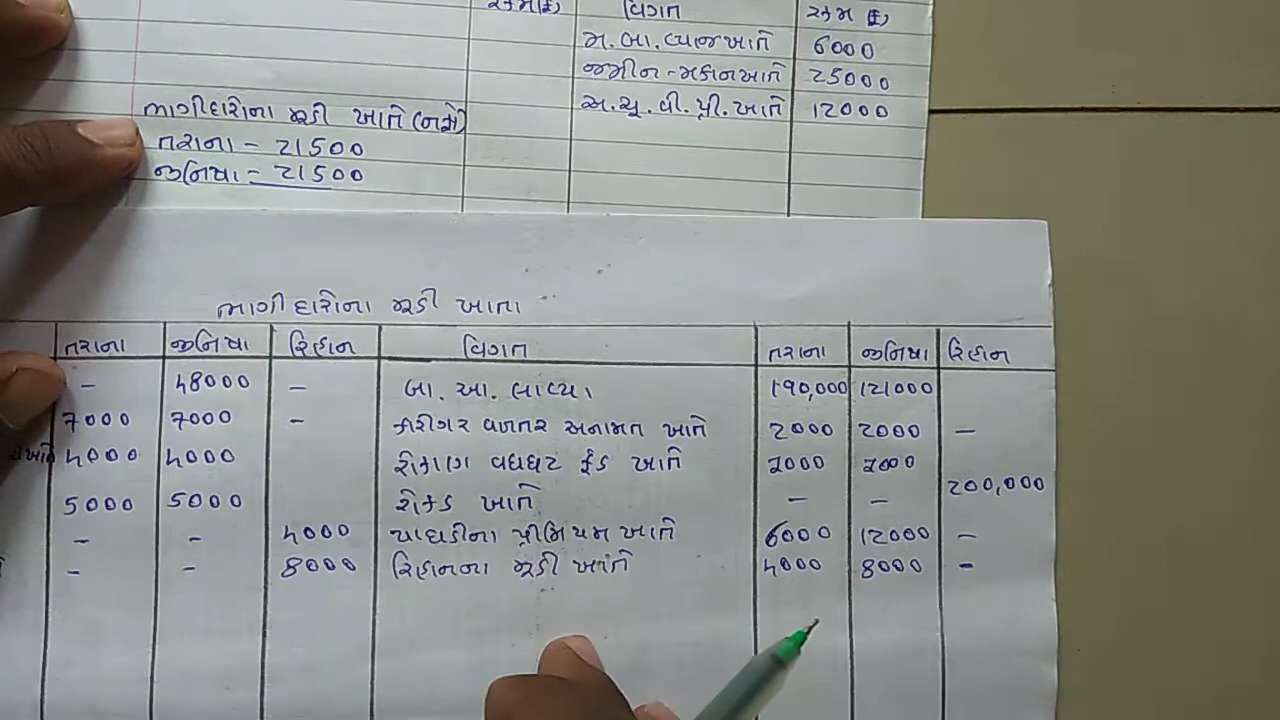 રકમ(₹) વિગત રકમ (₹)
મ.બા.વ્યાજ ખાતે 6000
જમીન-મકાન ખાતે 25000
અ.ચૂ.વી.પ્રી.ખાતે 12000
ભાગીદારોના મૂડી ખાતે (નફો)
તરાના - 21500
જનિષા - 21500
ભાગીદારોના મૂડી ખાતા
તરાના જનિષા રિહાન વિગત તરાના જનિષા રિહાન
- 48000 - બા. આ. લાવ્યા 190,000 121000
7000 7000 - કારીગર વળતર અનામત ખાતે 2000 2000 -
4000 4000 રોકાણ વધઘટ ફંડ ખાતે 2000 2000
5000 5000 રોકડ ખાતે - - 200,000
- - 4000 પાઘડીના પ્રીમિયમ ખાતે 6000 12000 -
- - 8000 રિહાનના મૂડી ખાતે 4000 8000 -